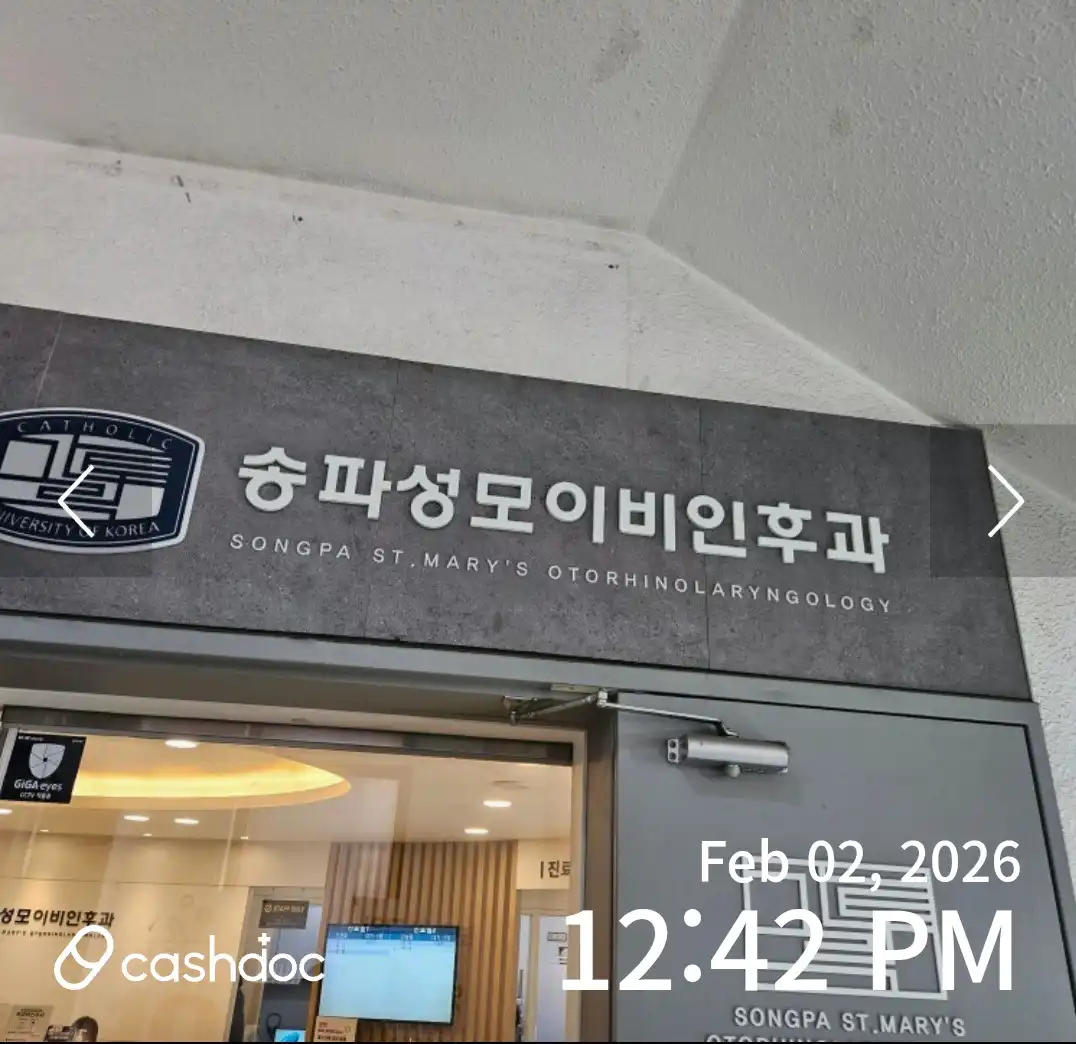 CATHOLIC
UNIVERSITY OF KOREA
송파성모이비인후과
SONGPA ST.MARY'S OTORHINOLARYNGOLOGY
GiGA eyes
진료
성모이비인후과
Feb 02, 2026
12:42 PM
cashdoc
SONGPA ST.MARY'S